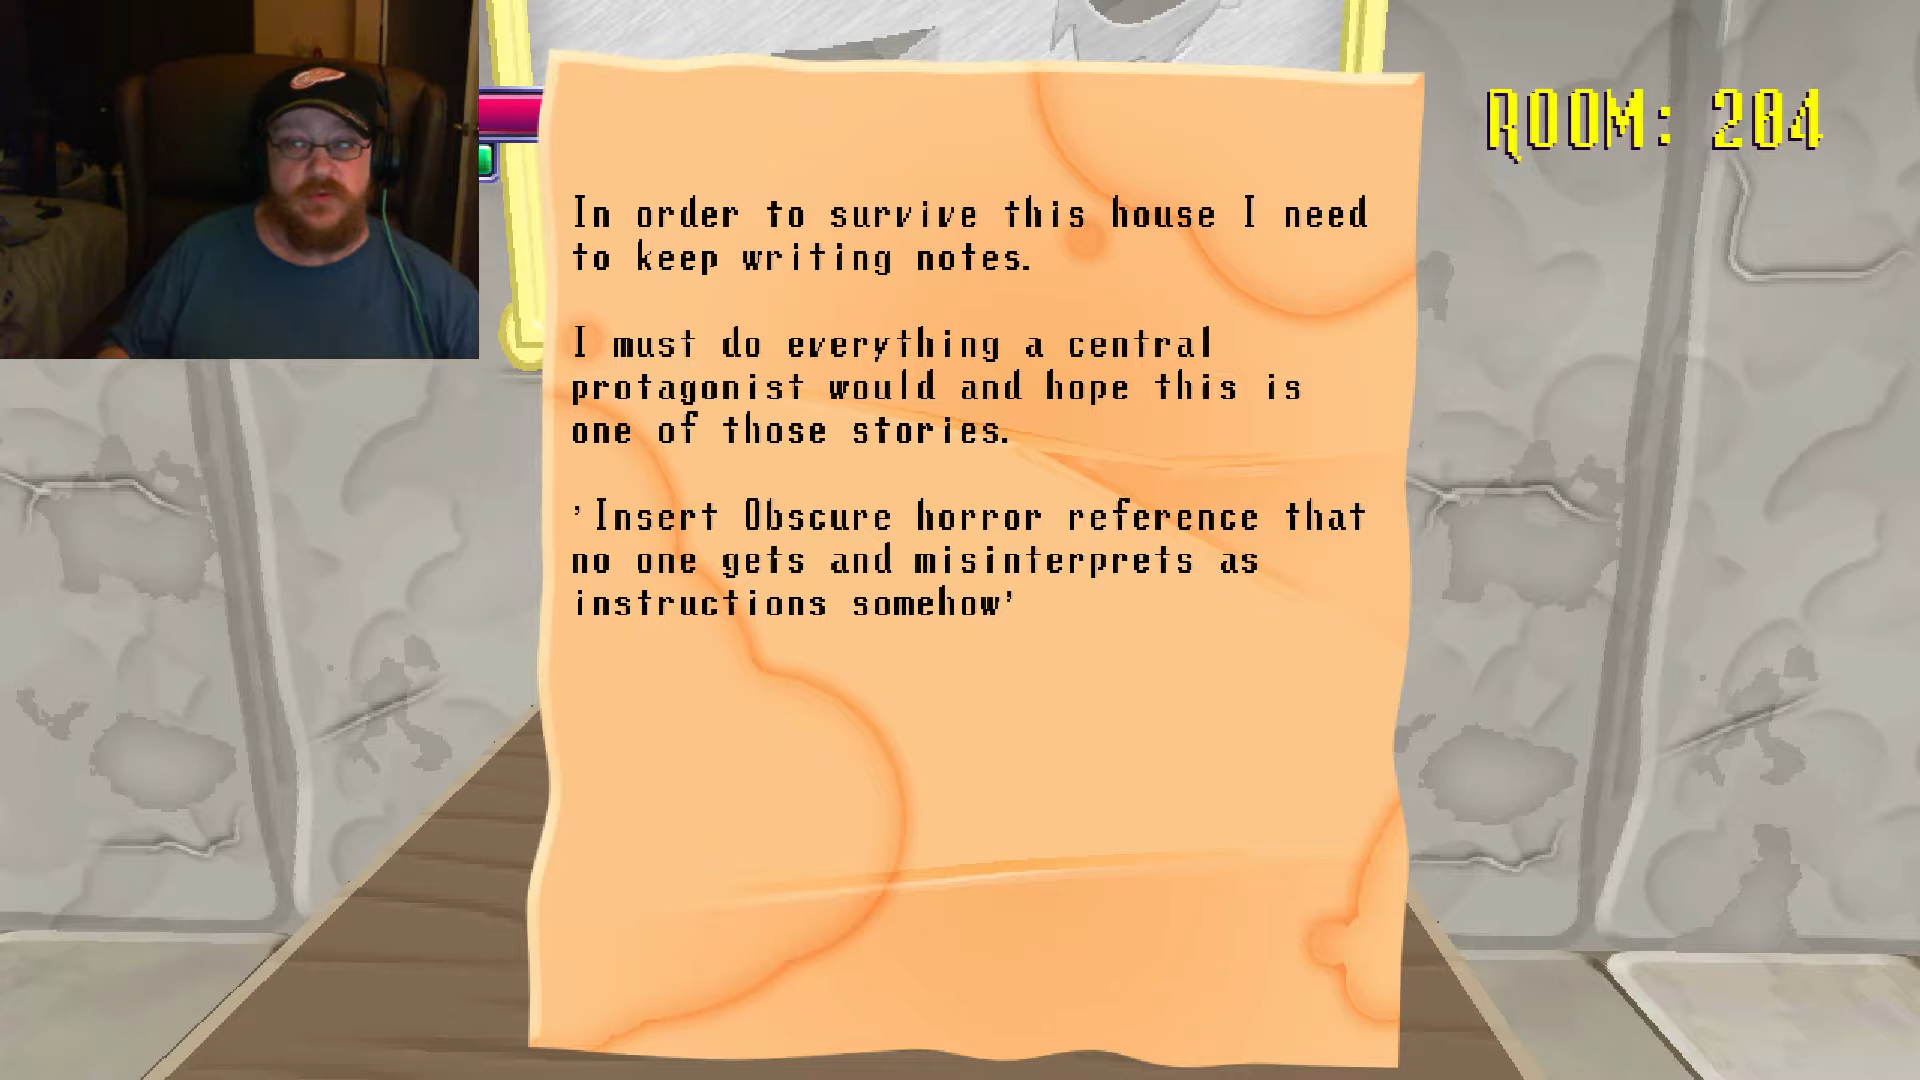 ROOM: 204
In order to survive this house I need
to keep writing notes.
I must do everything a central
protagonist would and hope this is
one of those stories.
'Insert Obscure horror reference that
no one gets and misinterprets as
instructions somehow'